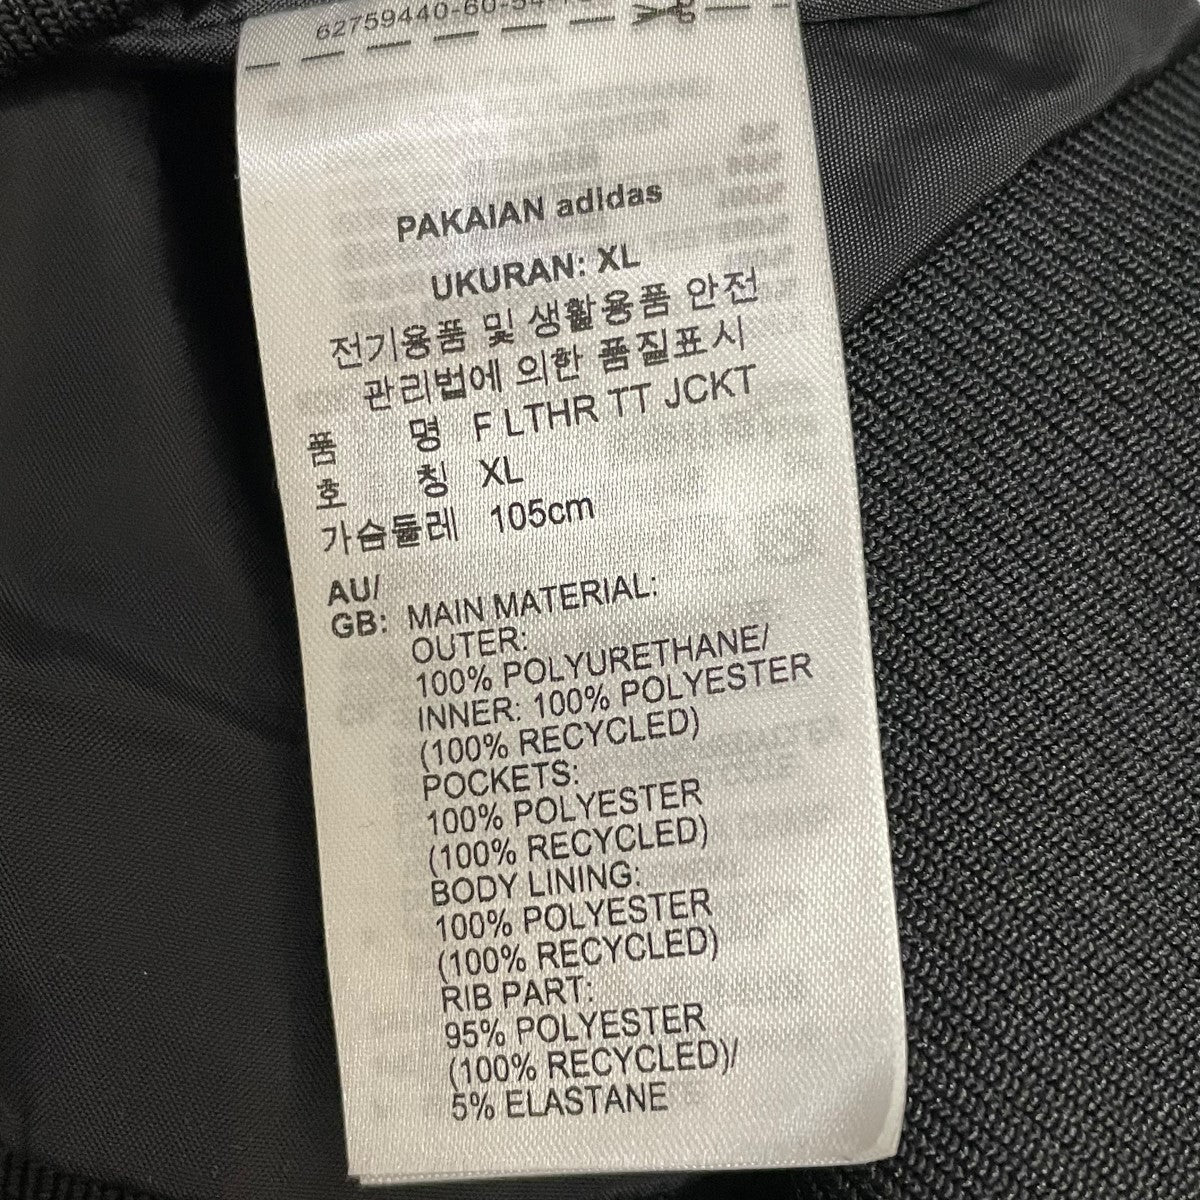 62759440-60
PAKAIAN adidas
UKURAN: XL
전기용품 및 생활용품 안전
관리법에 의한 품질표시
품 명 F LTHR TT JCKT
호 칭 XL
가슴둘레 105cm
AU/
GB: MAIN MATERIAL:
OUTER:
100% POLYURETHANE/
INNER: 100% POLYESTER
(100% RECYCLED)
POCKETS:
100% POLYESTER
(100% RECYCLED)
BODY LINING:
100% POLYESTER
(100% RECYCLED)
RIB PART:
95% POLYESTER
(100% RECYCLED)/
5% ELASTANE